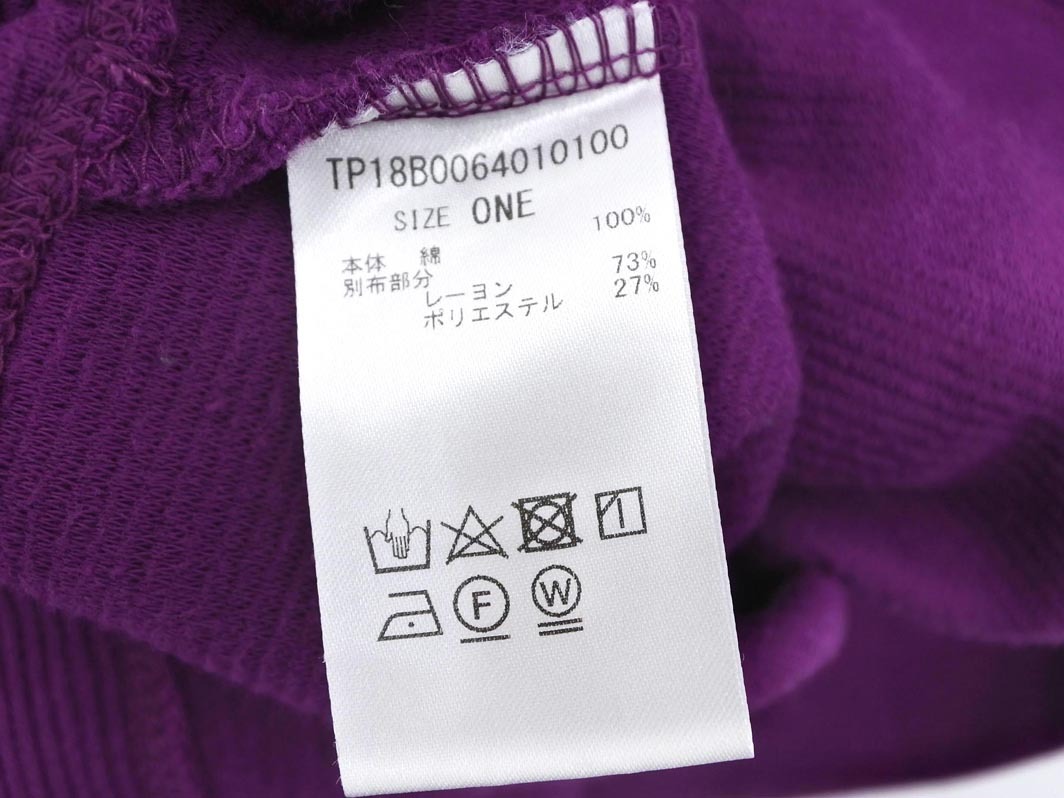 TP18B0064010100
SIZE ONE
本体 綿 100%
別布部分
レーヨン 73%
ポリエステル 27%
F W